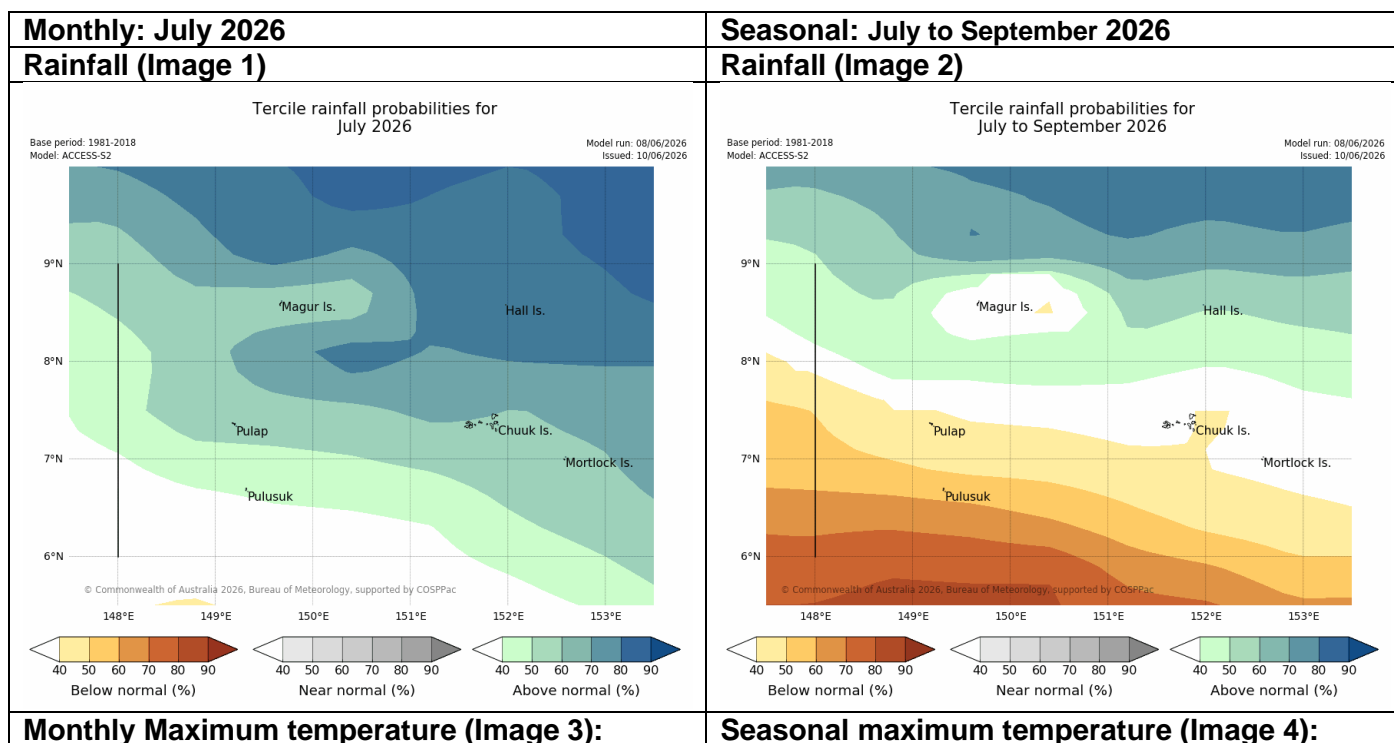 Monthly: July 2026
Seasonal: July to September 2026
Rainfall (Image 1)
Rainfall (Image 2)
Tercile rainfall probabilities for
July 2026
Base period: 1981-2018
Model: ACCESS-S2
Model run: 08/06/2026
Issued: 10/06/2026
9°N
8°N
7°N
6°N
Magur Is.
Hall Is.
Pulap
Chuuk Is.
Mortlock Is.
Pulusuk
© Commonwealth of Australia 2026, Bureau of Meteorology, supported by COSPPac
148°E 149°E 150°E 151°E 152°E 153°E
40 50 60 70 80 90
Below normal (%)
40 50 60 70 80 90
Near normal (%)
40 50 60 70 80 90
Above normal (%)
Tercile rainfall probabilities for
July to September 2026
Base period: 1981-2018
Model: ACCESS-S2
Model run: 08/06/2026
Issued: 10/06/2026
9°N
8°N
7°N
6°N
Magur Is.
Hall Is.
Pulap
Chuuk Is.
Mortlock Is.
Pulusuk
© Commonwealth of Australia 2026, Bureau of Meteorology, supported by COSPPac
148°E 149°E 150°E 151°E 152°E 153°E
40 50 60 70 80 90
Below normal (%)
40 50 60 70 80 90
Near normal (%)
40 50 60 70 80 90
Above normal (%)
Monthly Maximum temperature (Image 3):
Seasonal maximum temperature (Image 4):